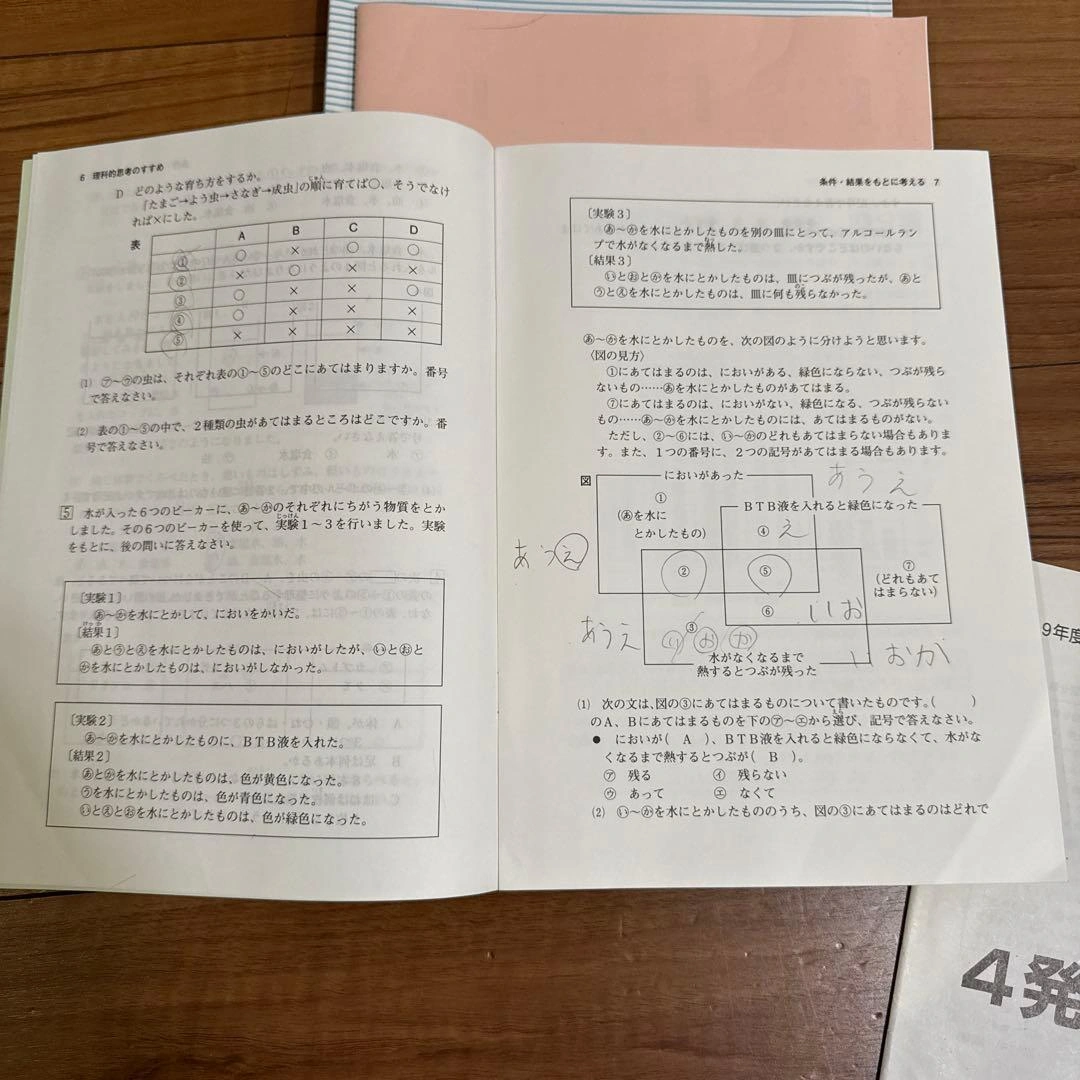 6 理科的思考のすすめ
D どのような育ち方をするか。
「たまご→よう虫→さなぎ→成虫」の順に育てば○、そうでなけ
れば×にした。
表
A B C D
① ○ × ○ ○
② × ○ × ×
③ ○ × × ○
④ ○ × × ×
⑤ × × × ×
(1) ㋐〜㋒の虫は、それぞれ表の①〜⑤のどこにあてはまりますか。番号
で答えなさい。
(2) 表の①〜⑤の中で、2種類の虫があてはまるところはどこですか。番
号で答えなさい。
5 水が入った6つのビーカーに、あ〜かのそれぞれにちがう物質をとか
しました。その6つのビーカーを使って、実験1〜3を行いました。実験
をもとに、後の問いに答えなさい。
〔実験1〕
あ〜かを水にとかして、においをかいだ。
〔結果1〕
あとうとえを水にとかしたものは、においがしたが、いとおと
かを水にとかしたものは、においがしなかった。
〔実験2〕
あ〜かを水にとかしたものに、BTB液を入れた。
〔結果2〕
あとかを水にとかしたものは、色が黄色になった。
うを水にとかしたものは、色が青色になった。
いとえとおを水にとかしたものは、色が緑色になった。
条件・結果をもとに考える 7
〔実験3〕
あ〜かを水にとかしたものを別の皿にとって、アルコールラン
プで水がなくなるまで熱した。
〔結果3〕
いとおとかを水にとかしたものは、皿につぶが残ったが、あと
うとえを水にとかしたものは、皿に何も残らなかった。
あ〜かを水にとかしたものを、次の図のように分けようと思います。
〈図の見方〉
①にあてはまるのは、においがある、緑色にならない、つぶが残ら
ないもの……あを水にとかしたものがあてはまる。
⑦にあてはまるのは、においがない、緑色になる、つぶが残らない
もの……あ〜かを水にとかしたものには、あてはまるものがない。
ただし、②〜⑥には、い〜かのどれもあてはまらない場合もありま
す。また、1つの番号に、2つの記号があてはまる場合もあります。
図
においがあった
あうえ
①
(あを水に
とかしたもの)
BTB液を入れると緑色になった
④ え
あうえ
②
⑤
⑦
(どれもあて
はまらない)
⑥ いお
あうえ
③
い お か
水がなくなるまで
熱するとつぶが残った
いおか
(1) 次の文は、図の③にあてはまるものについて書いたものです。( )
のA、Bにあてはまるものを下の㋐〜㋓から選び、記号で答えなさい。
● においが( A )、BTB液を入れると緑色にならなくて、水がな
くなるまで熱するとつぶが( B )。
㋐ 残る ㋑ 残らない
㋒ あって ㋓ なくて
(2) い〜かを水にとかしたもののうち、図の③にあてはまるのはどれで
9年度
4発